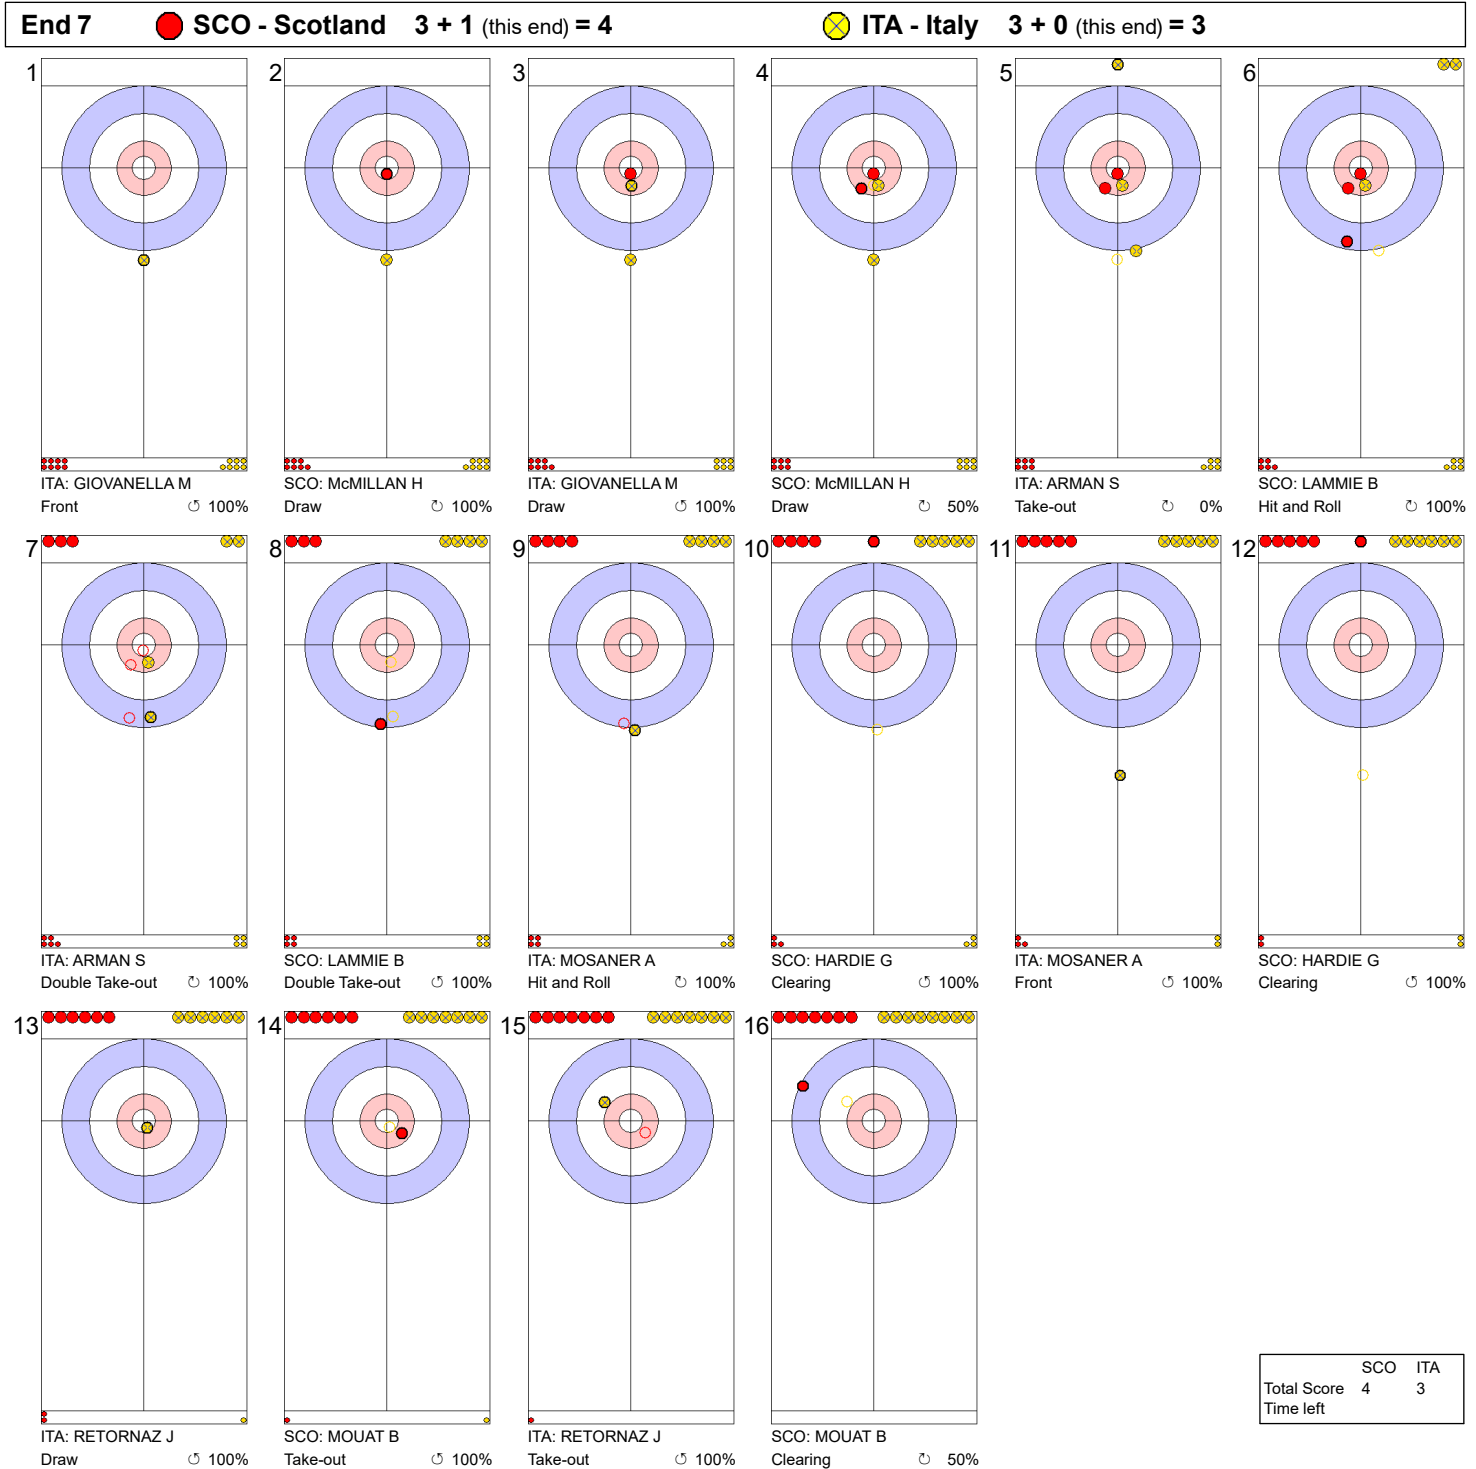 End 7 SCO - Scotland 3 + 1 (this end) = 4 ITA - Italy 3 + 0 (this end) = 3
1 2 3 4 5 6
ITA: GIOVANELLA M SCO: McMILLAN H ITA: GIOVANELLA M SCO: McMILLAN H ITA: ARMAN S SCO: LAMMIE B
Front ↺ 100% Draw ↻ 100% Draw ↺ 100% Draw ↻ 50% Take-out ↻ 0% Hit and Roll ↻ 100%
7 8 9 10 11 12
ITA: ARMAN S SCO: LAMMIE B ITA: MOSANER A SCO: HARDIE G ITA: MOSANER A SCO: HARDIE G
Double Take-out ↻ 100% Double Take-out ↻ 100% Hit and Roll ↻ 100% Clearing ↻ 100% Front ↺ 100% Clearing ↻ 100%
13 14 15 16
ITA: RETORNAZ J SCO: MOUAT B ITA: RETORNAZ J SCO: MOUAT B
Draw ↺ 100% Take-out ↺ 100% Take-out ↺ 100% Clearing ↻ 50%
SCO ITA
Total Score 4 3
Time left